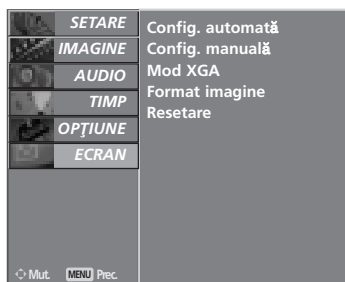 SETARE
IMAGINE
AUDIO
TIMP
OPŢIUNE
ECRAN
Config. automată
Config. manuală
Mod XGA
Format imagine
Resetare
Mut. MENU Prec.